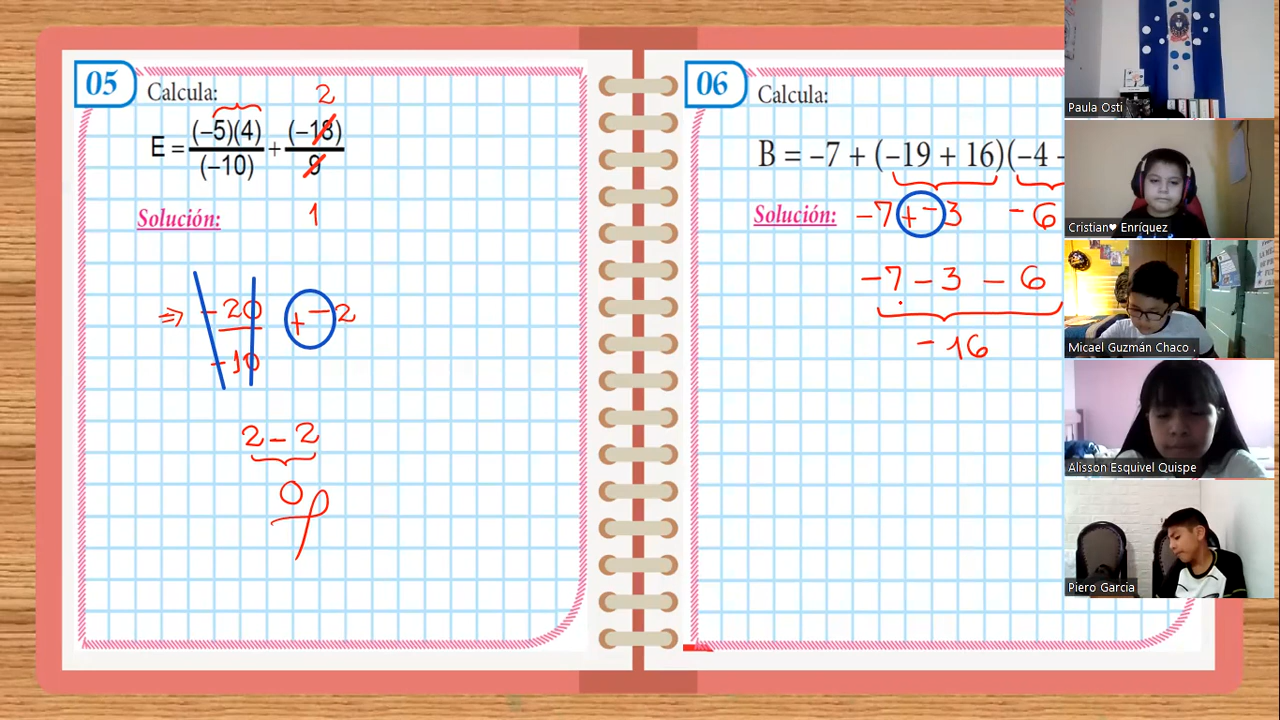 05
Calcula:
2
E = (–5)(4)/(–10) + (–18)/9
1
Solución:
⇒ -20/-10 + -2
2 - 2
0
06
Calcula:
B = –7 + (–19 + 16)(–4 –
Solución:
-7 + -3 -6
-7 - 3 - 6
-16
Paula Osti
Cristian♥ Enríquez
Micael Guzmán Chaco .
Alisson Esquivel Quispe
Piero Garcia